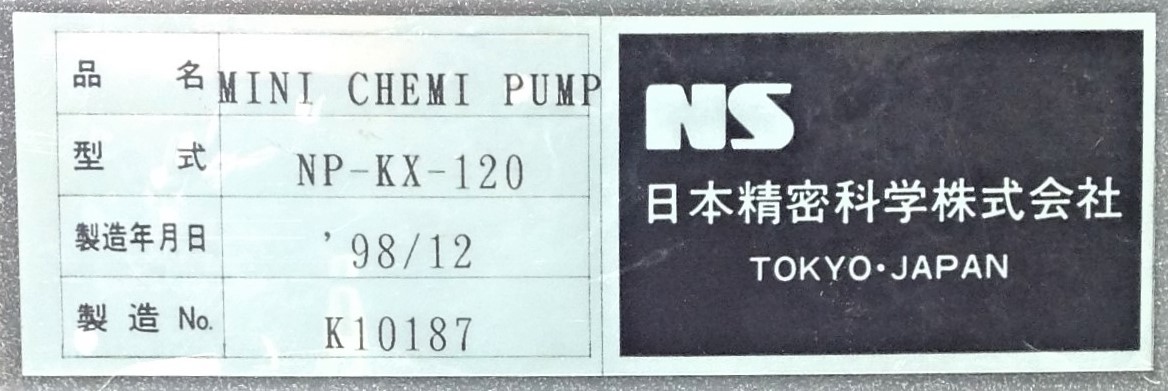 品名 MINI CHEMI PUMP
型式 NP-KX-120
製造年月日 '98/12
製造 No. K10187
NS
日本精密科学株式会社
TOKYO・JAPAN